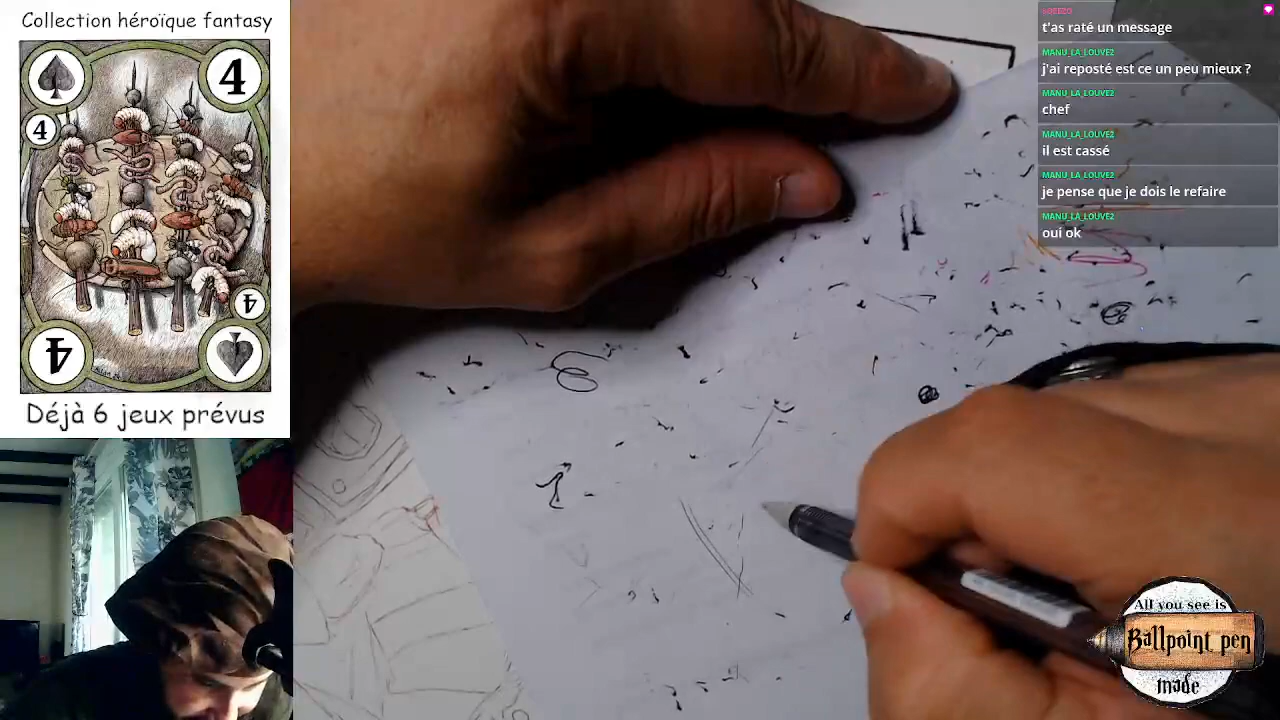 Collection héroïque fantasy
4
4
4
4
Déjà 6 jeux prévus
t'as raté un message
MANU_LA_LOUVE2
j'ai reposté est ce un peu mieux ?
MANU_LA_LOUVE2
chef
MANU_LA_LOUVE2
il est cassé
MANU_LA_LOUVE2
je pense que je dois le refaire
MANU_LA_LOUVE2
oui ok
All you see is
Ballpoint pen
made